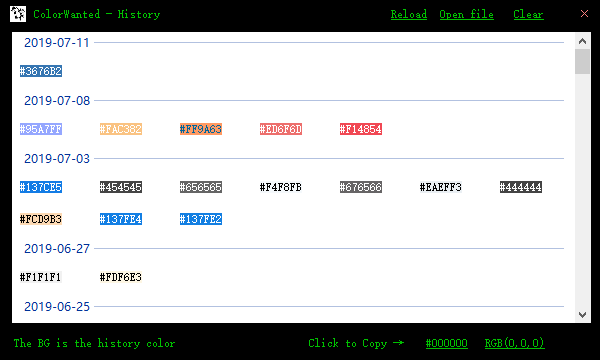 ColorWanted - History Reload Open file Clear
2019-07-11
#3676B2
2019-07-08
#95A7FF #FAC382 #FF9A63 #ED6F6D #F14854
2019-07-03
#137CE5 #454545 #656565 #F4F8FB #676566 #EAEFF3 #444444
#FCD9B3 #137FE4 #137FE2
2019-06-27
#F1F1F1 #FDF6E3
2019-06-25
The BG is the history color Click to Copy → #000000 RGB(0,0,0)